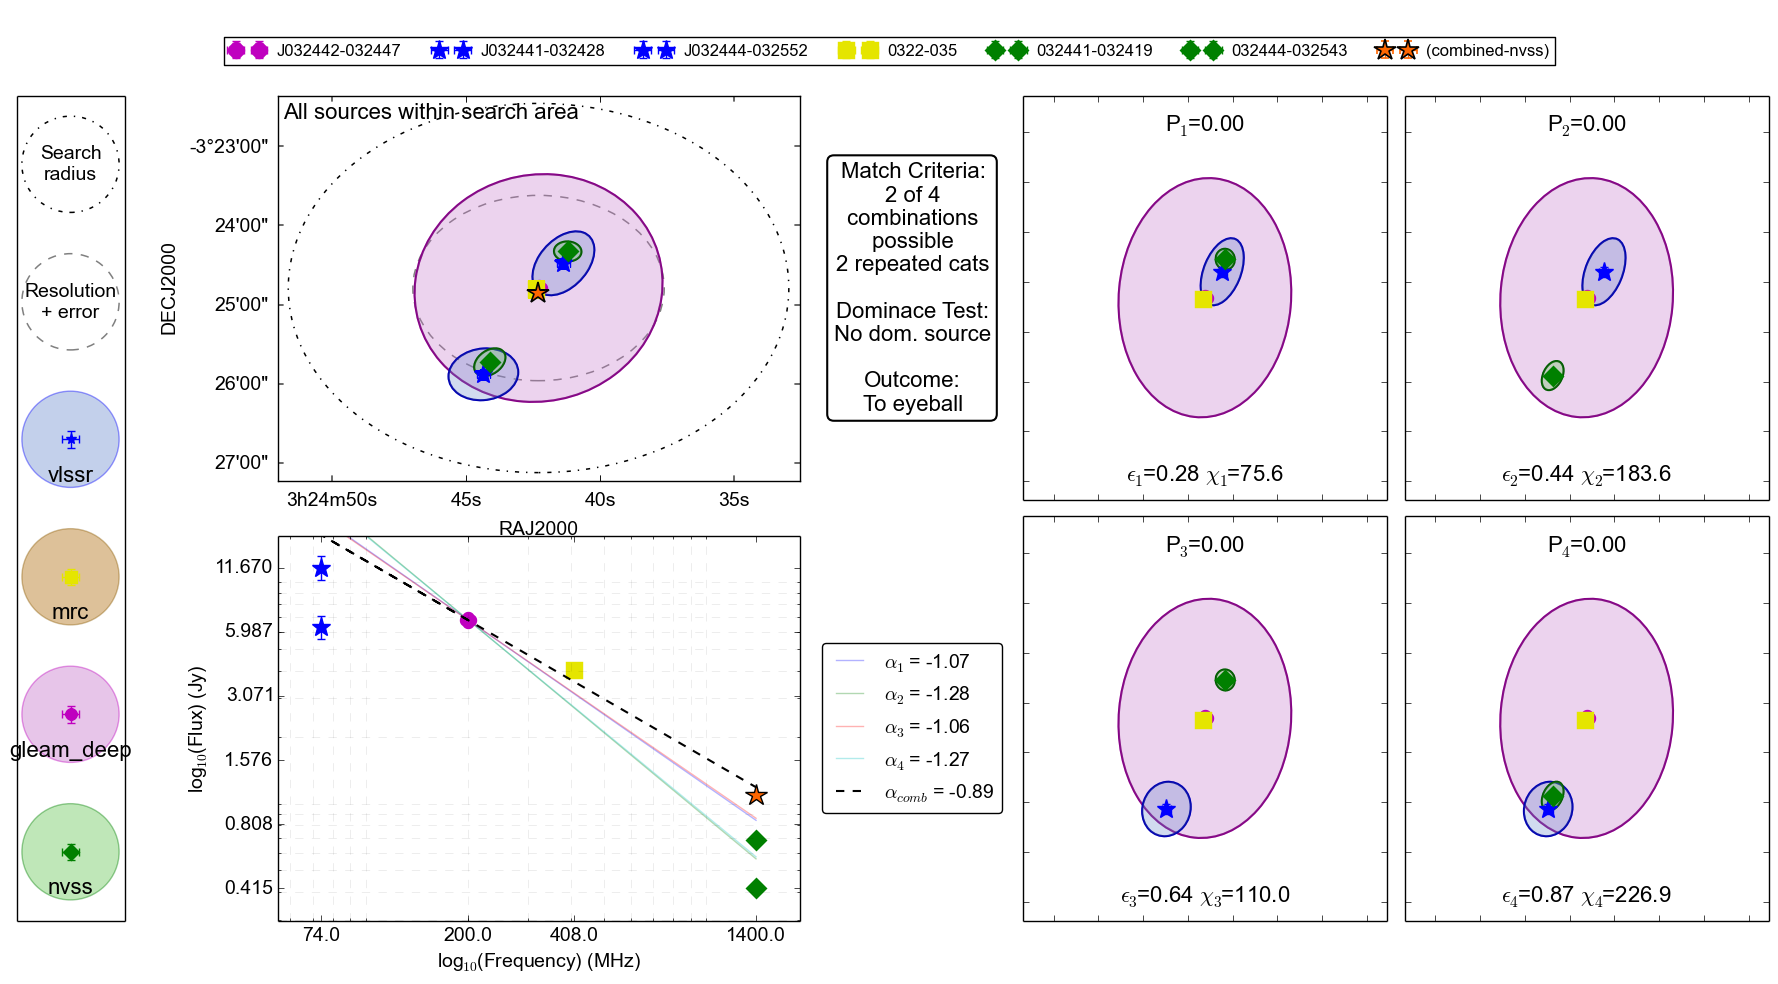 J032442-032447 J032441-032428 J032444-032552 0322-035 032441-032419 032444-032543 (combined-nvss)
Search
radius
Resolution
+ error
vlssr
mrc
gleam_deep
nvss
All sources within search area
DECJ2000
-3°23'00"
24'00"
25'00"
26'00"
27'00"
3h24m50s 45s 40s 35s
RAJ2000
Match Criteria:
2 of 4
combinations
possible
2 repeated cats
Dominace Test:
No dom. source
Outcome:
To eyeball
P1=0.00
ϵ1=0.28 χ1=75.6
P2=0.00
ϵ2=0.44 χ2=183.6
log10(Flux) (Jy)
11.670
5.987
3.071
1.576
0.808
0.415
74.0 200.0 408.0 1400.0
log10(Frequency) (MHz)
α1 = -1.07
α2 = -1.28
α3 = -1.06
α4 = -1.27
αcomb = -0.89
P3=0.00
ϵ3=0.64 χ3=110.0
P4=0.00
ϵ4=0.87 χ4=226.9